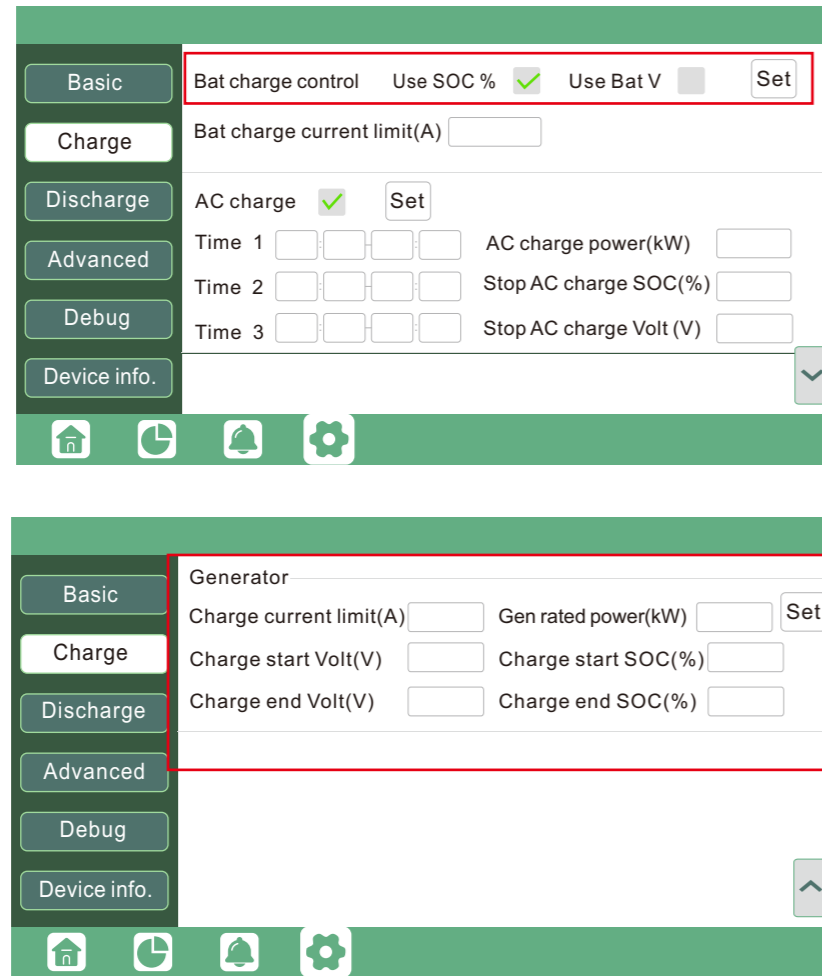 Basic
Charge
Discharge
Advanced
Debug
Device info.
Bat charge control Use SOC % Use Bat V Set
Bat charge current limit(A)
AC charge Set
Time 1 : - : AC charge power(kW)
Time 2 : - : Stop AC charge SOC(%)
Time 3 : - : Stop AC charge Volt (V)
Basic
Charge
Discharge
Advanced
Debug
Device info.
Generator
Charge current limit(A) Gen rated power(kW) Set
Charge start Volt(V) Charge start SOC(%)
Charge end Volt(V) Charge end SOC(%)